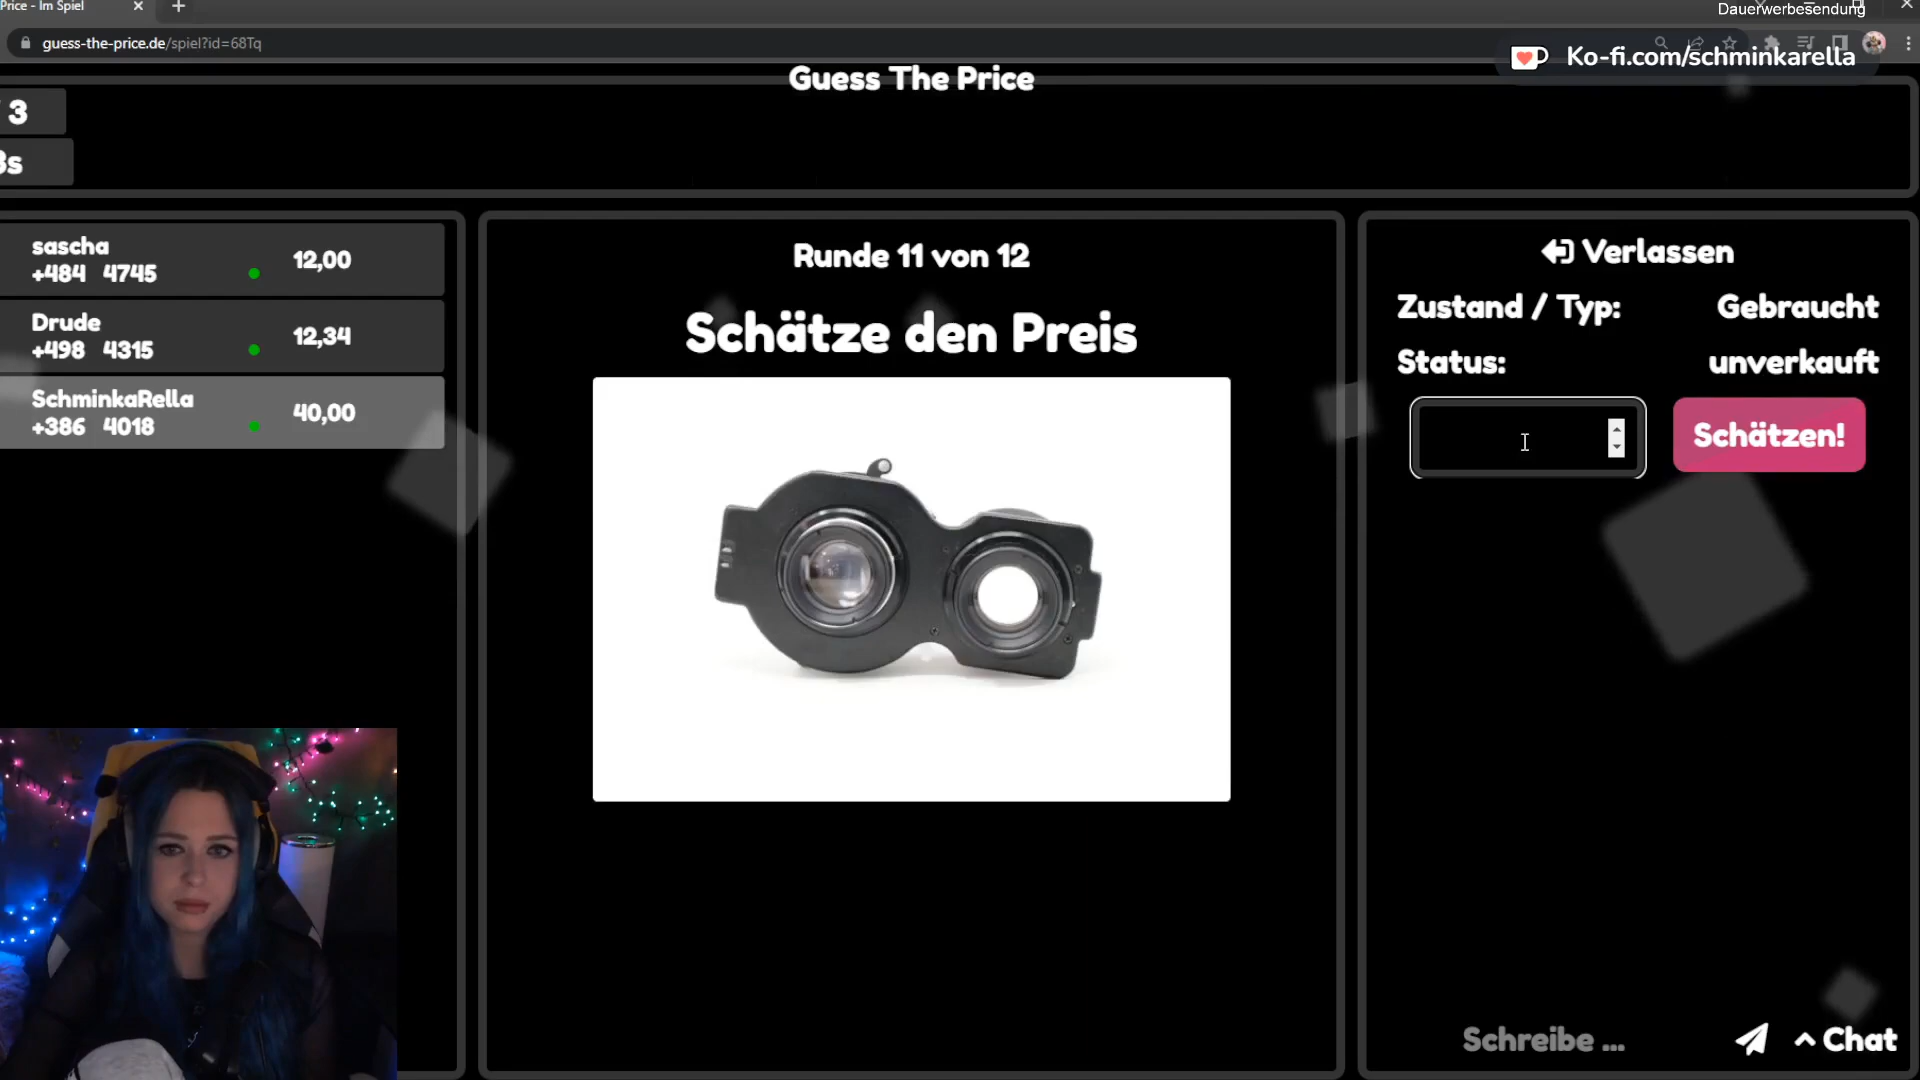 Price - Im Spiel
Dauerwerbesendung
guess-the-price.de/spiel?id=68Tq
Ko-fi.com/schminkarella
Guess The Price
3
s
sascha
+484 4745
12,00
Drude
+498 4315
12,34
SchminkaRella
+386 4018
40,00
Runde 11 von 12
Schätze den Preis
Verlassen
Zustand / Typ: Gebraucht
Status: unverkauft
Schätzen!
Schreibe ...
Chat